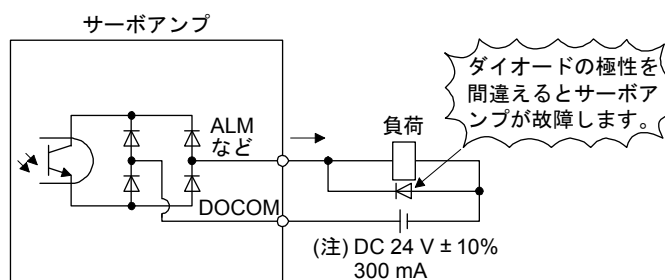 サーボアンプ
ダイオードの極性を
間違えるとサーボア
ンプが故障します。
ALM
など
負荷
DOCOM
(注) DC 24 V ± 10%
300 mA